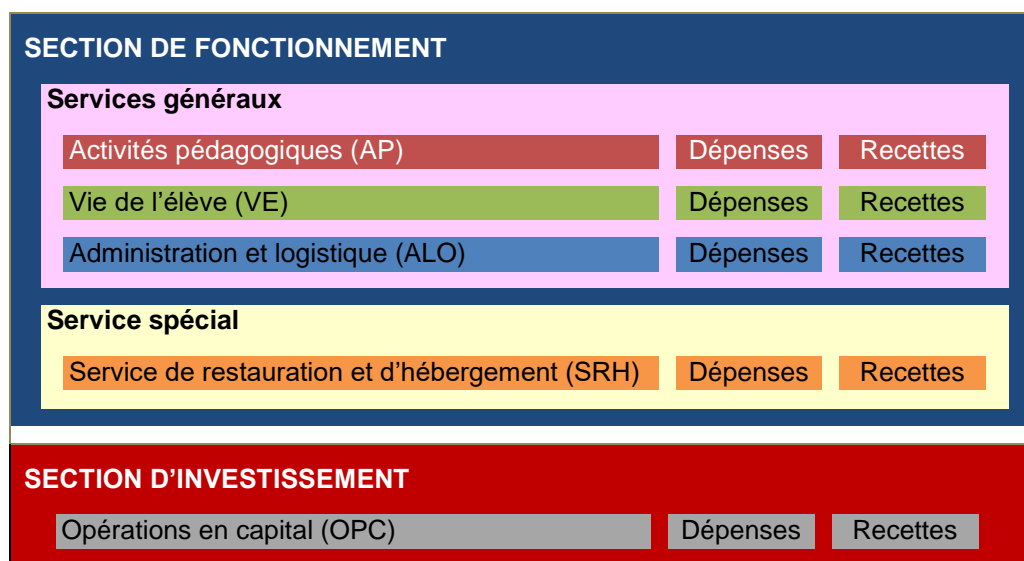 SECTION DE FONCTIONNEMENT
Services généraux
Activités pédagogiques (AP) Dépenses Recettes
Vie de l’élève (VE) Dépenses Recettes
Administration et logistique (ALO) Dépenses Recettes
Service spécial
Service de restauration et d’hébergement (SRH) Dépenses Recettes
SECTION D’INVESTISSEMENT
Opérations en capital (OPC) Dépenses Recettes